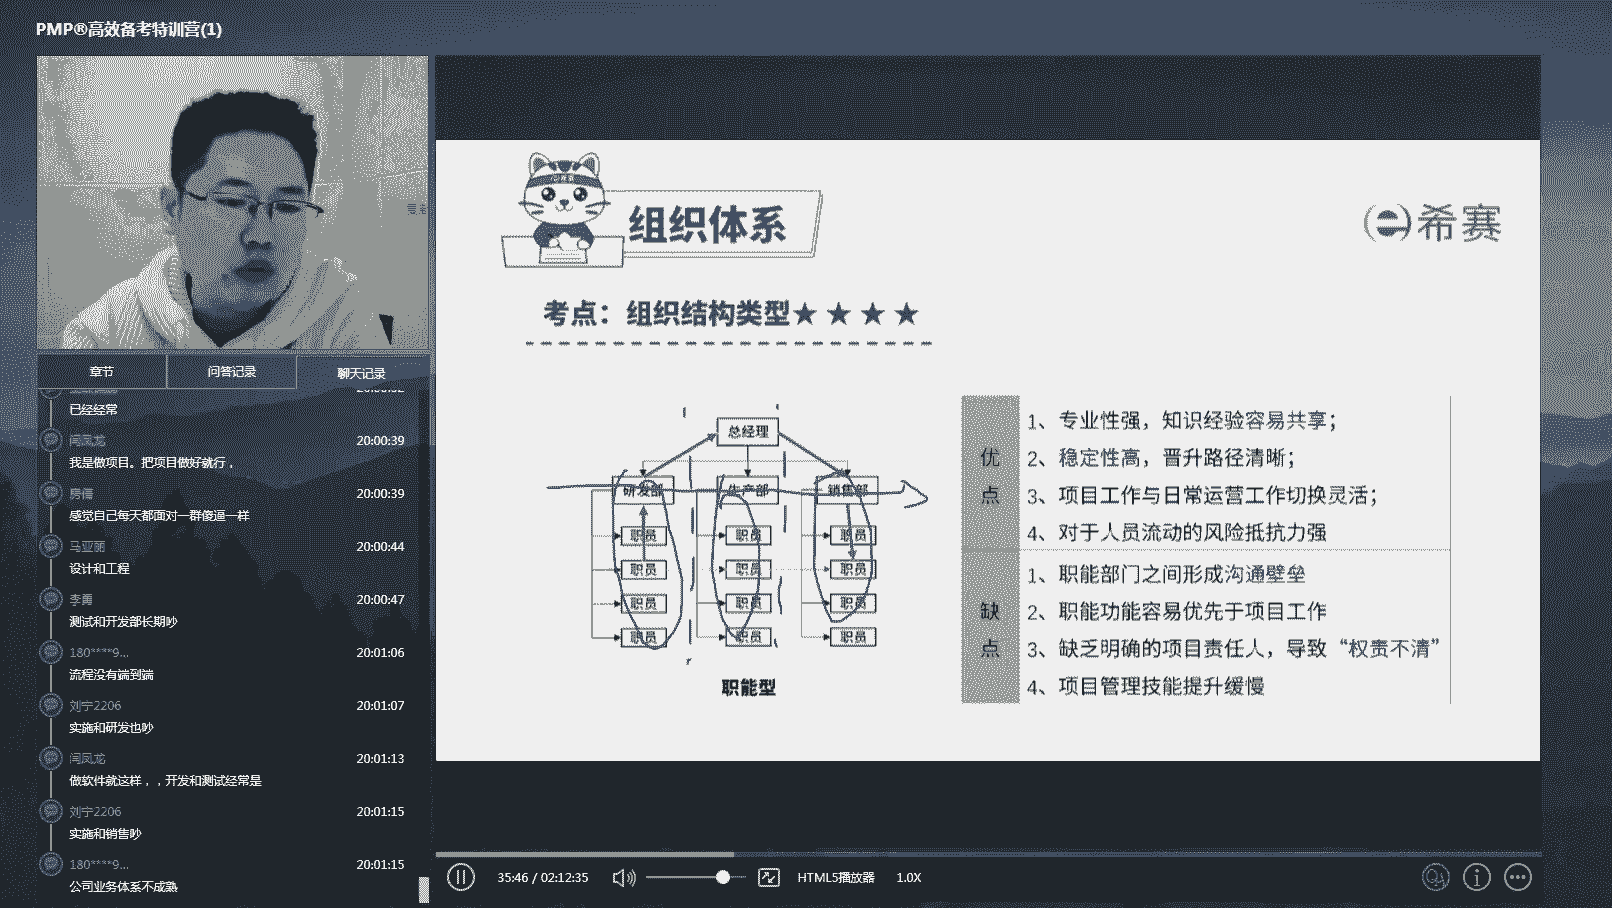 PMP®高效备考特训营(1)
章节
问答记录
聊天记录
已经经常
闫凤龙
20:00:39
我是做项目。把项目做好就行，
房儒
20:00:39
感觉自己每天都面对一群傻逼一样
马亚丽
20:00:44
设计和工程
李勇
20:00:47
测试和开发部长期吵
180****9...
20:01:06
流程没有端到端
刘宁2206
20:01:07
实施和研发也吵
闫凤龙
20:01:13
做软件就这样，，开发和测试经常是
刘宁2206
20:01:15
实施和销售吵
180****9...
20:01:15
公司业务体系不成熟
组织体系
希赛
考点：组织结构类型★★★★
总经理
研发部
生产部
销售部
职员
职员
职员
职员
职员
职员
职员
职员
职员
职员
职员
职员
职能型
优点
1、专业性强，知识经验容易共享；
2、稳定性高，晋升路径清晰；
3、项目工作与日常运营工作切换灵活；
4、对于人员流动的风险抵抗力强
缺点
1、职能部门之间形成沟通壁垒
2、职能功能容易优先于项目工作
3、缺乏明确的项目责任人，导致“权责不清”
4、项目管理技能提升缓慢
35:46 / 02:12:35
HTML5播放器
1.0X